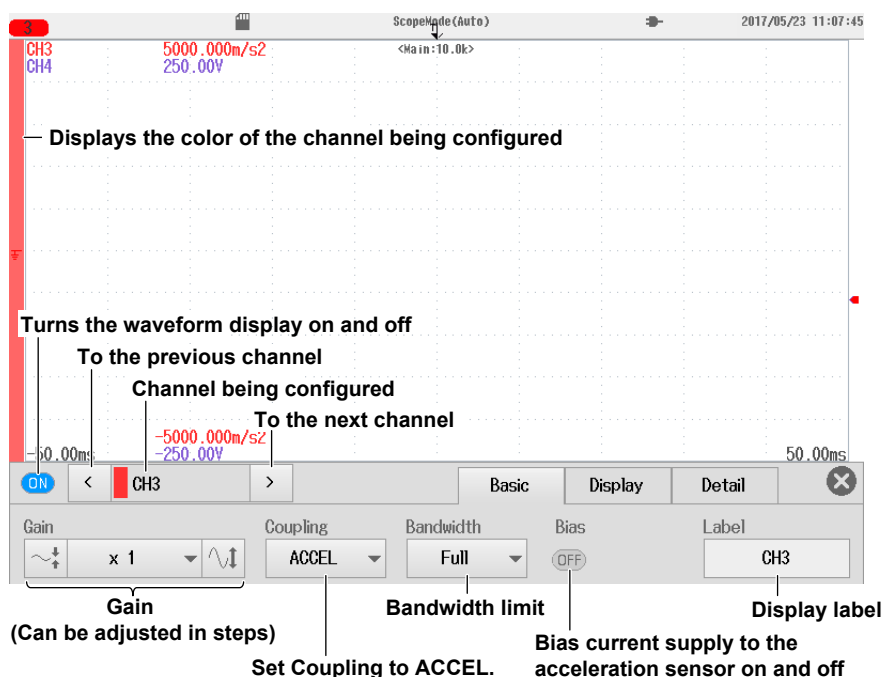 3 ScopeMode(Auto) 2017/05/23 11:07:45
CH3 5000.000m/s2 <Main:10.0k>
CH4 250.00V
Displays the color of the channel being configured
Turns the waveform display on and off
To the previous channel
Channel being configured
To the next channel
-5000.000m/s2
-50.00ms -250.00V 50.00ms
ON < CH3 > Basic Display Detail
Gain Coupling Bandwidth Bias Label
x 1 ACCEL Full OFF CH3
Gain
(Can be adjusted in steps)
Bandwidth limit
Display label
Set Coupling to ACCEL.
Bias current supply to the
acceleration sensor on and off